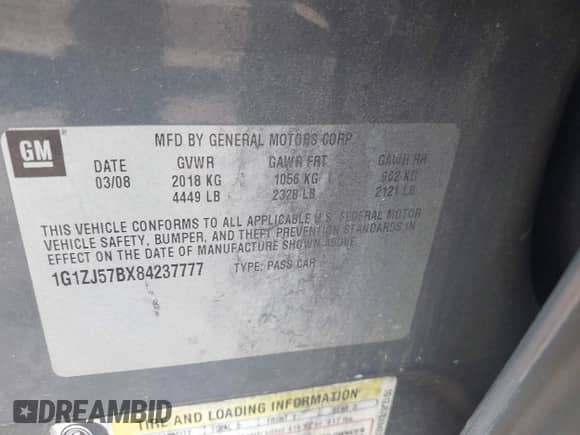 GM
MFD BY GENERAL MOTORS CORP
DATE GVWR GAWR FRT GAWR RR
03/08 2018 KG 1056 KG 962 KG
4449 LB 2328 LB 2121 LB
THIS VEHICLE CONFORMS TO ALL APPLICABLE U.S. FEDERAL MOTOR
VEHICLE SAFETY, BUMPER, AND THEFT PREVENTION STANDARDS IN
EFFECT ON THE DATE OF MANUFACTURE SHOWN ABOVE.
1G1ZJ57BX84237777 TYPE: PASS CAR
TIRE AND LOADING INFORMATION
DREAMBID